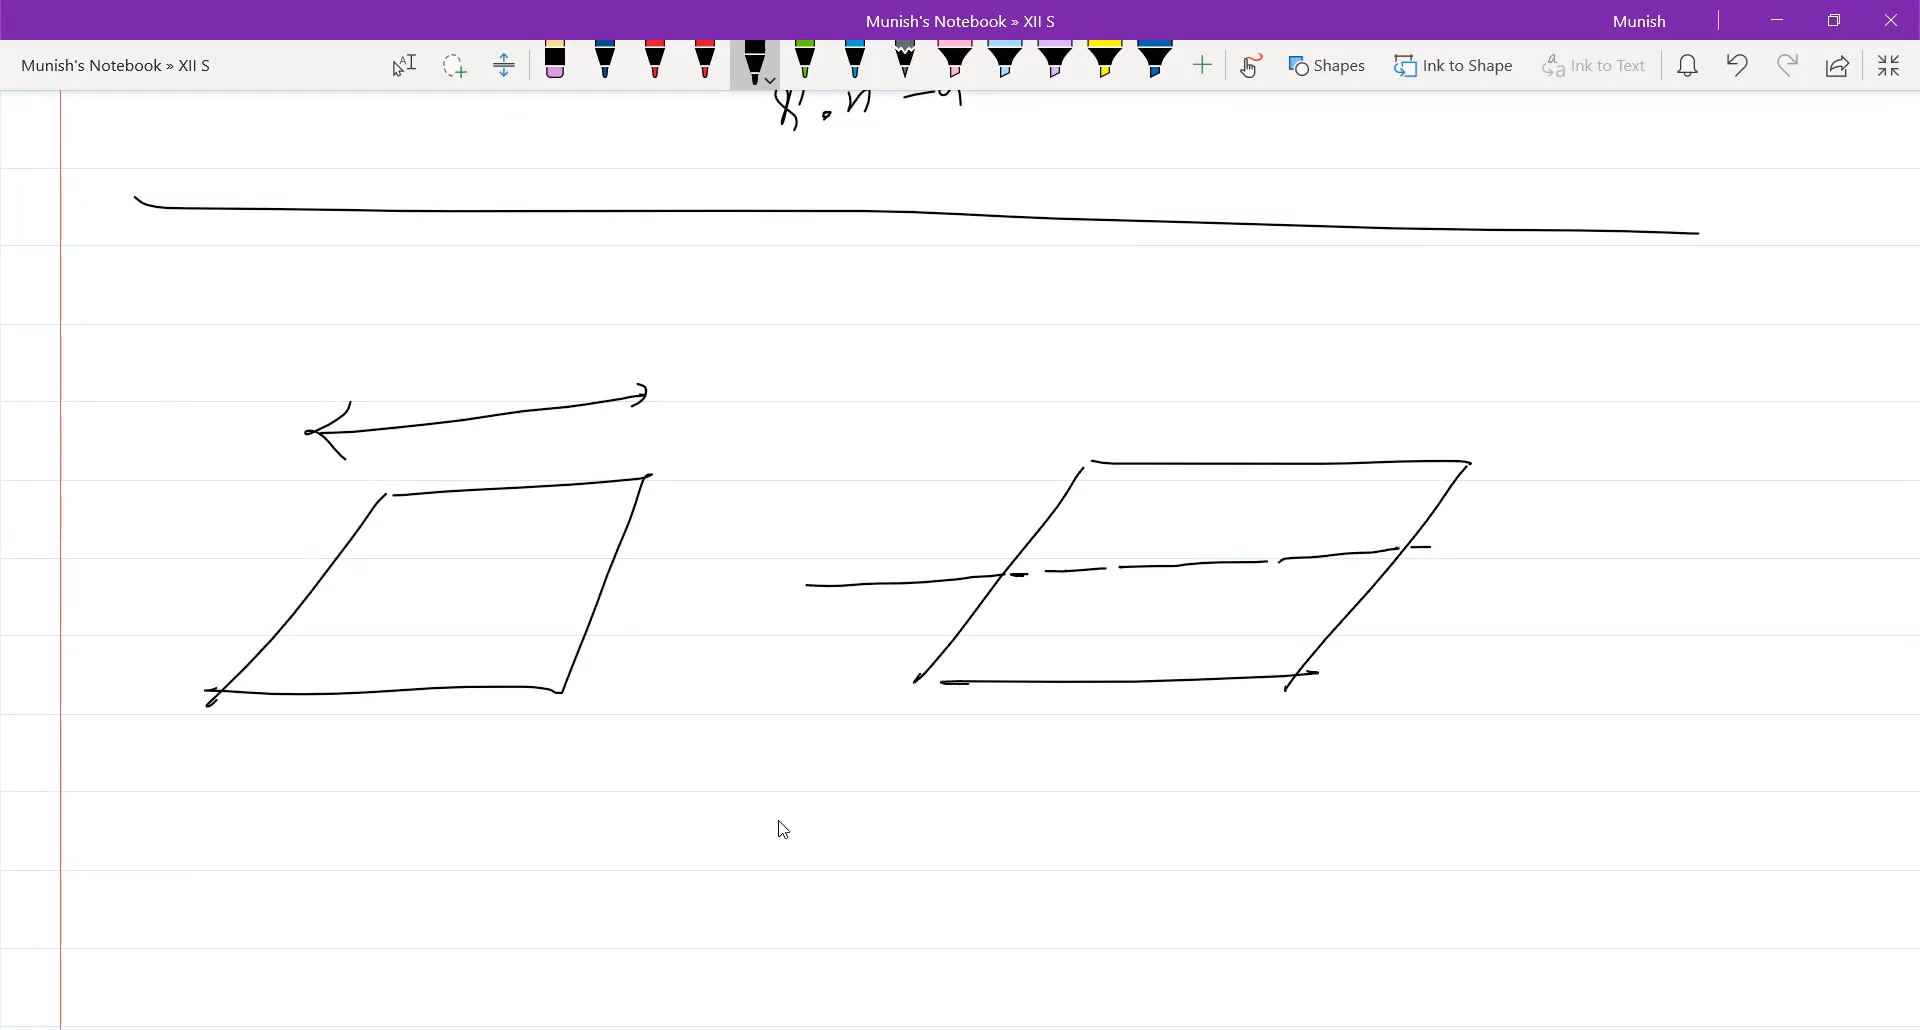 Munish's Notebook » XII S
Munish
Munish's Notebook » XII S
Shapes
Ink to Shape
Ink to Text